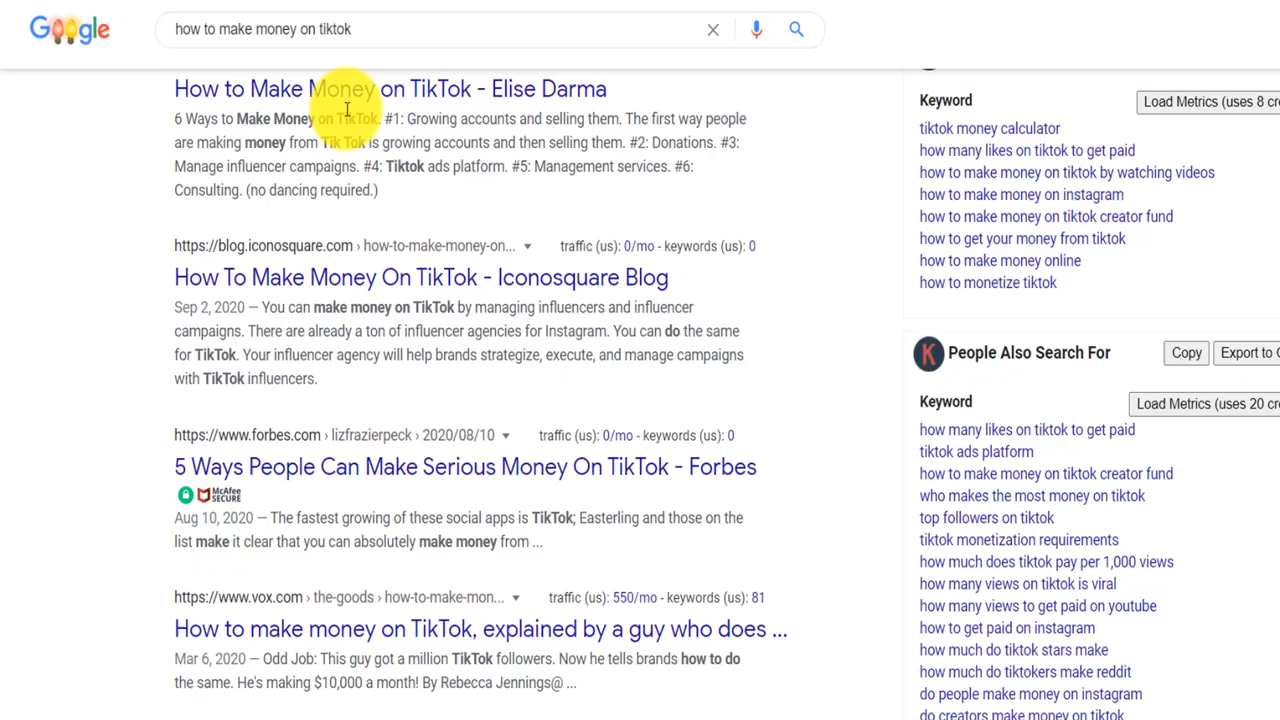 Google
how to make money on tiktok
How to Make Money on TikTok - Elise Darma
6 Ways to Make Money on TikTok. #1: Growing accounts and selling them. The first way people
are making money from Tik Tok is growing accounts and then selling them. #2: Donations. #3:
Manage influencer campaigns. #4: Tiktok ads platform. #5: Management services. #6:
Consulting. (no dancing required.)
https://blog.iconosquare.com › how-to-make-money-on... traffic (us): 0/mo - keywords (us): 0
How To Make Money On TikTok - Iconosquare Blog
Sep 2, 2020 — You can make money on TikTok by managing influencers and influencer
campaigns. There are already a ton of influencer agencies for Instagram. You can do the same
for TikTok. Your influencer agency will help brands strategize, execute, and manage campaigns
with TikTok influencers.
https://www.forbes.com › lizfrazierpeck › 2020/08/10 traffic (us): 0/mo - keywords (us): 0
5 Ways People Can Make Serious Money On TikTok - Forbes
McAfee
SECURE
Aug 10, 2020 — The fastest growing of these social apps is TikTok; Easterling and those on the
list make it clear that you can absolutely make money from ...
https://www.vox.com › the-goods › how-to-make-mon... traffic (us): 550/mo - keywords (us): 81
How to make money on TikTok, explained by a guy who does ...
Mar 6, 2020 — Odd Job: This guy got a million TikTok followers. Now he tells brands how to do
the same. He's making $10,000 a month! By Rebecca Jennings@ ...
Keyword
Load Metrics (uses 8 cre
tiktok money calculator
how many likes on tiktok to get paid
how to make money on tiktok by watching videos
how to make money on instagram
how to make money on tiktok creator fund
how to get your money from tiktok
how to make money online
how to monetize tiktok
K People Also Search For
Copy
Export to C
Keyword
Load Metrics (uses 20 cre
how many likes on tiktok to get paid
tiktok ads platform
how to make money on tiktok creator fund
who makes the most money on tiktok
top followers on tiktok
tiktok monetization requirements
how much does tiktok pay per 1,000 views
how many views on tiktok is viral
how many views to get paid on youtube
how to get paid on instagram
how much do tiktok stars make
how much do tiktokers make reddit
do people make money on instagram
do creators make money on tiktok